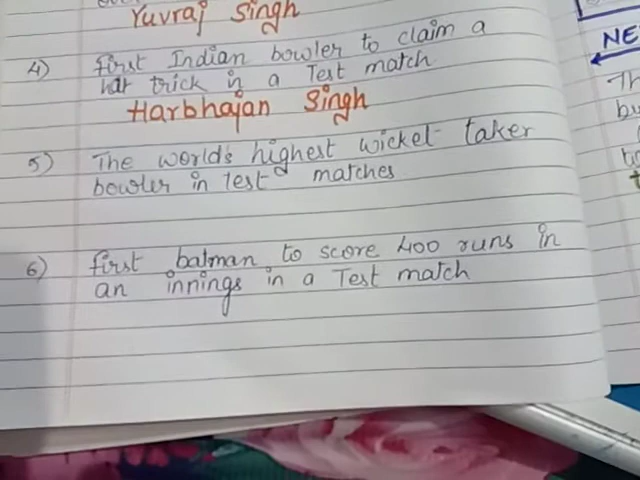 Yuvraj Singh
4) first Indian bowler to claim a
hat trick in a Test match
Harbhajan Singh
5) The world's highest wicket taker
bowler in Test matches
6) first batman to score 400 runs in
an innings in a Test match
NE
Th
bu